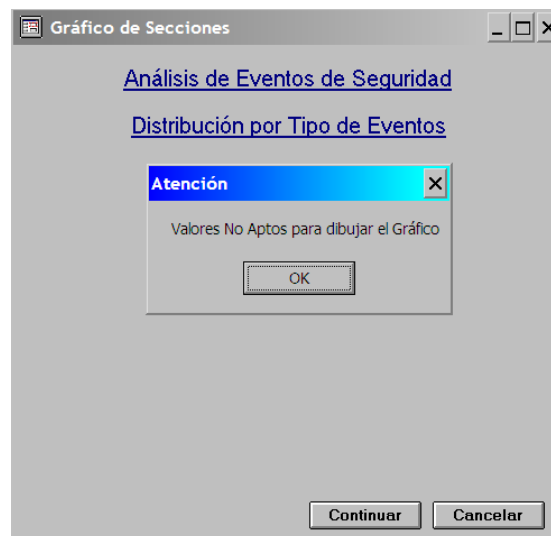 Gráfico de Secciones
Análisis de Eventos de Seguridad
Distribución por Tipo de Eventos
Atención
Valores No Aptos para dibujar el Gráfico
OK
Continuar Cancelar